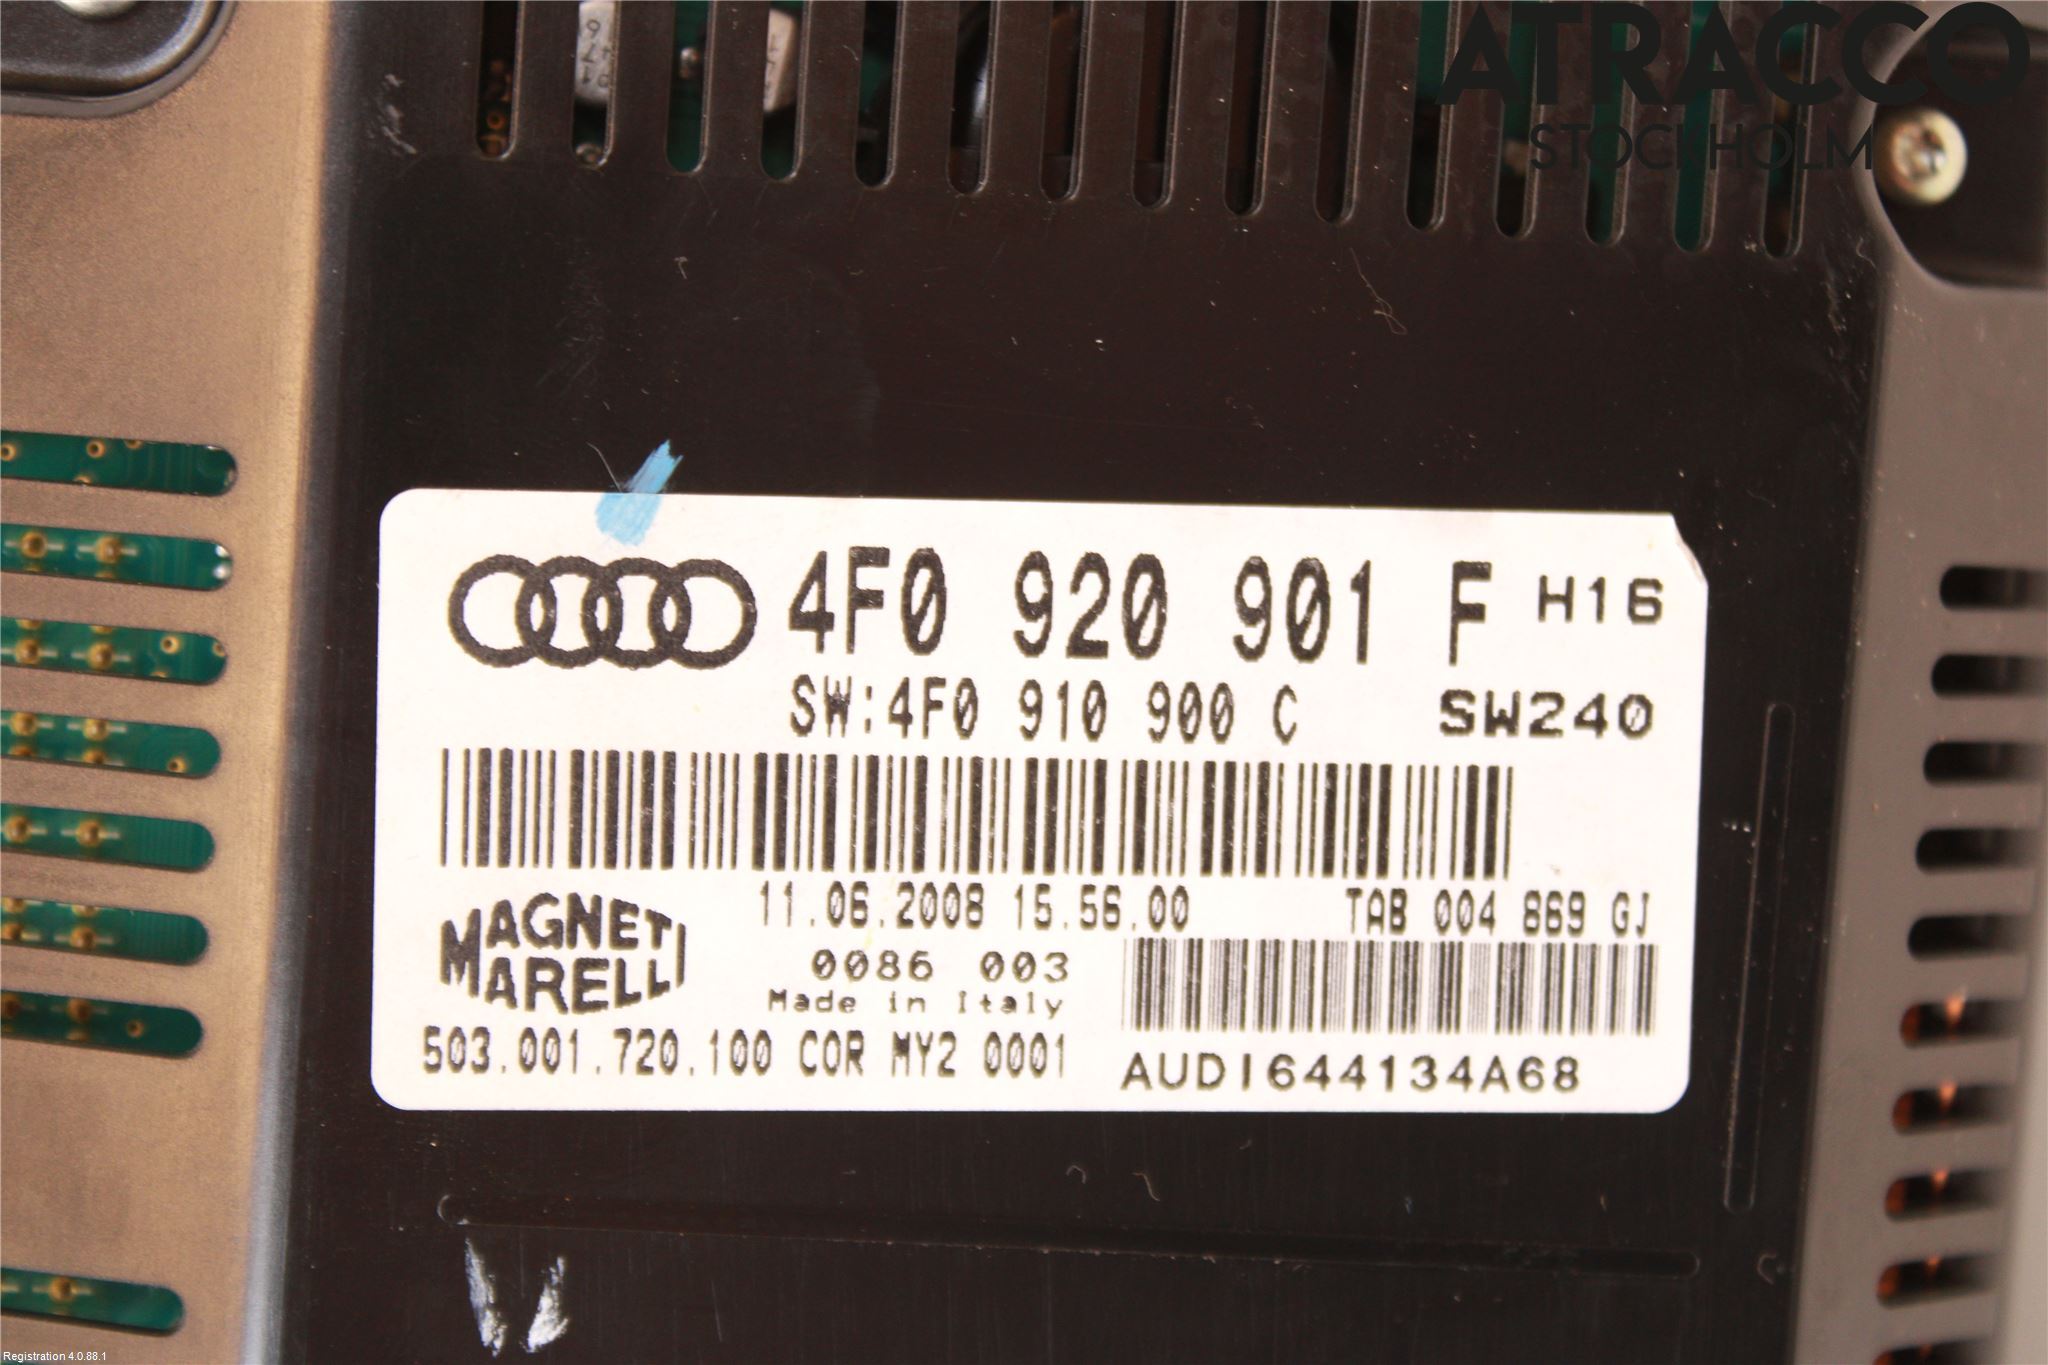 ATRACCO
STOCKHOLM
4F0 920 901 F H16
SW:4F0 910 900 C SW240
11.06.2008 15.56.00 TAB 004 869 GJ
MAGNETI
MARELLI
0086 003
Made in Italy
503.001.720.100 COR MY2 0001
AUDI644134A68
Registration 4.0.88.1